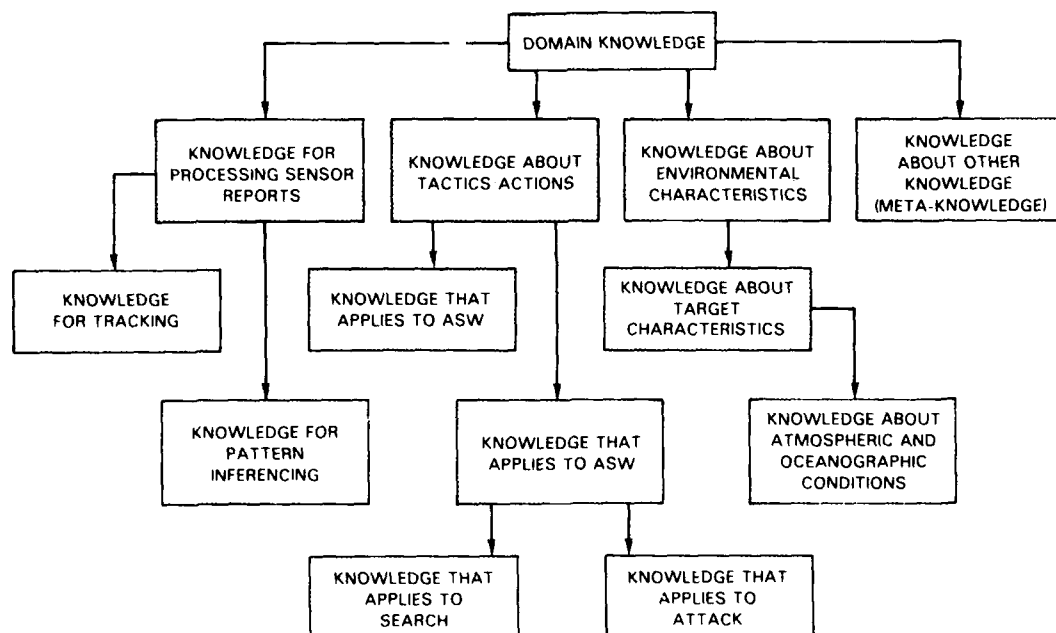 DOMAIN KNOWLEDGE
KNOWLEDGE FOR
PROCESSING SENSOR
REPORTS
KNOWLEDGE ABOUT
TACTICS ACTIONS
KNOWLEDGE ABOUT
ENVIRONMENTAL
CHARACTERISTICS
KNOWLEDGE
ABOUT OTHER
KNOWLEDGE
(META-KNOWLEDGE)
KNOWLEDGE
FOR TRACKING
KNOWLEDGE THAT
APPLIES TO ASW
KNOWLEDGE ABOUT
TARGET
CHARACTERISTICS
KNOWLEDGE FOR
PATTERN
INFERENCING
KNOWLEDGE THAT
APPLIES TO ASW
KNOWLEDGE ABOUT
ATMOSPHERIC AND
OCEANOGRAPHIC
CONDITIONS
KNOWLEDGE THAT
APPLIES TO
SEARCH
KNOWLEDGE THAT
APPLIES TO
ATTACK